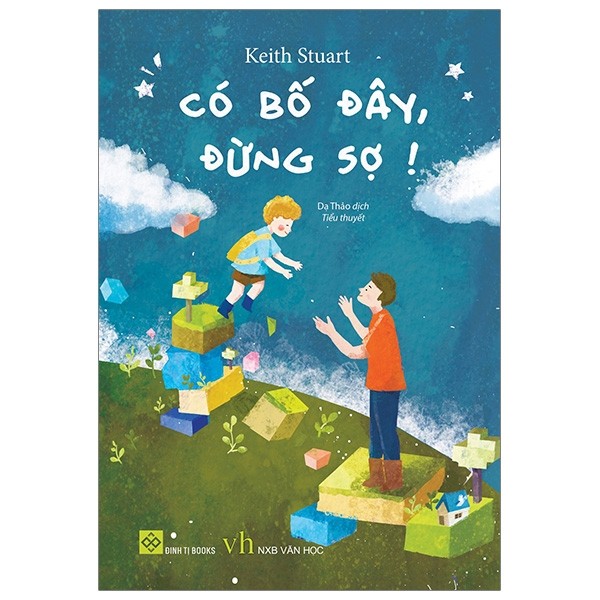 Keith Stuart
CÓ BỐ ĐÂY,
ĐỪNG SỢ !
Dạ Thảo dịch
Tiểu thuyết
ĐINH TỊ BOOKS
vh NXB VĂN HỌC